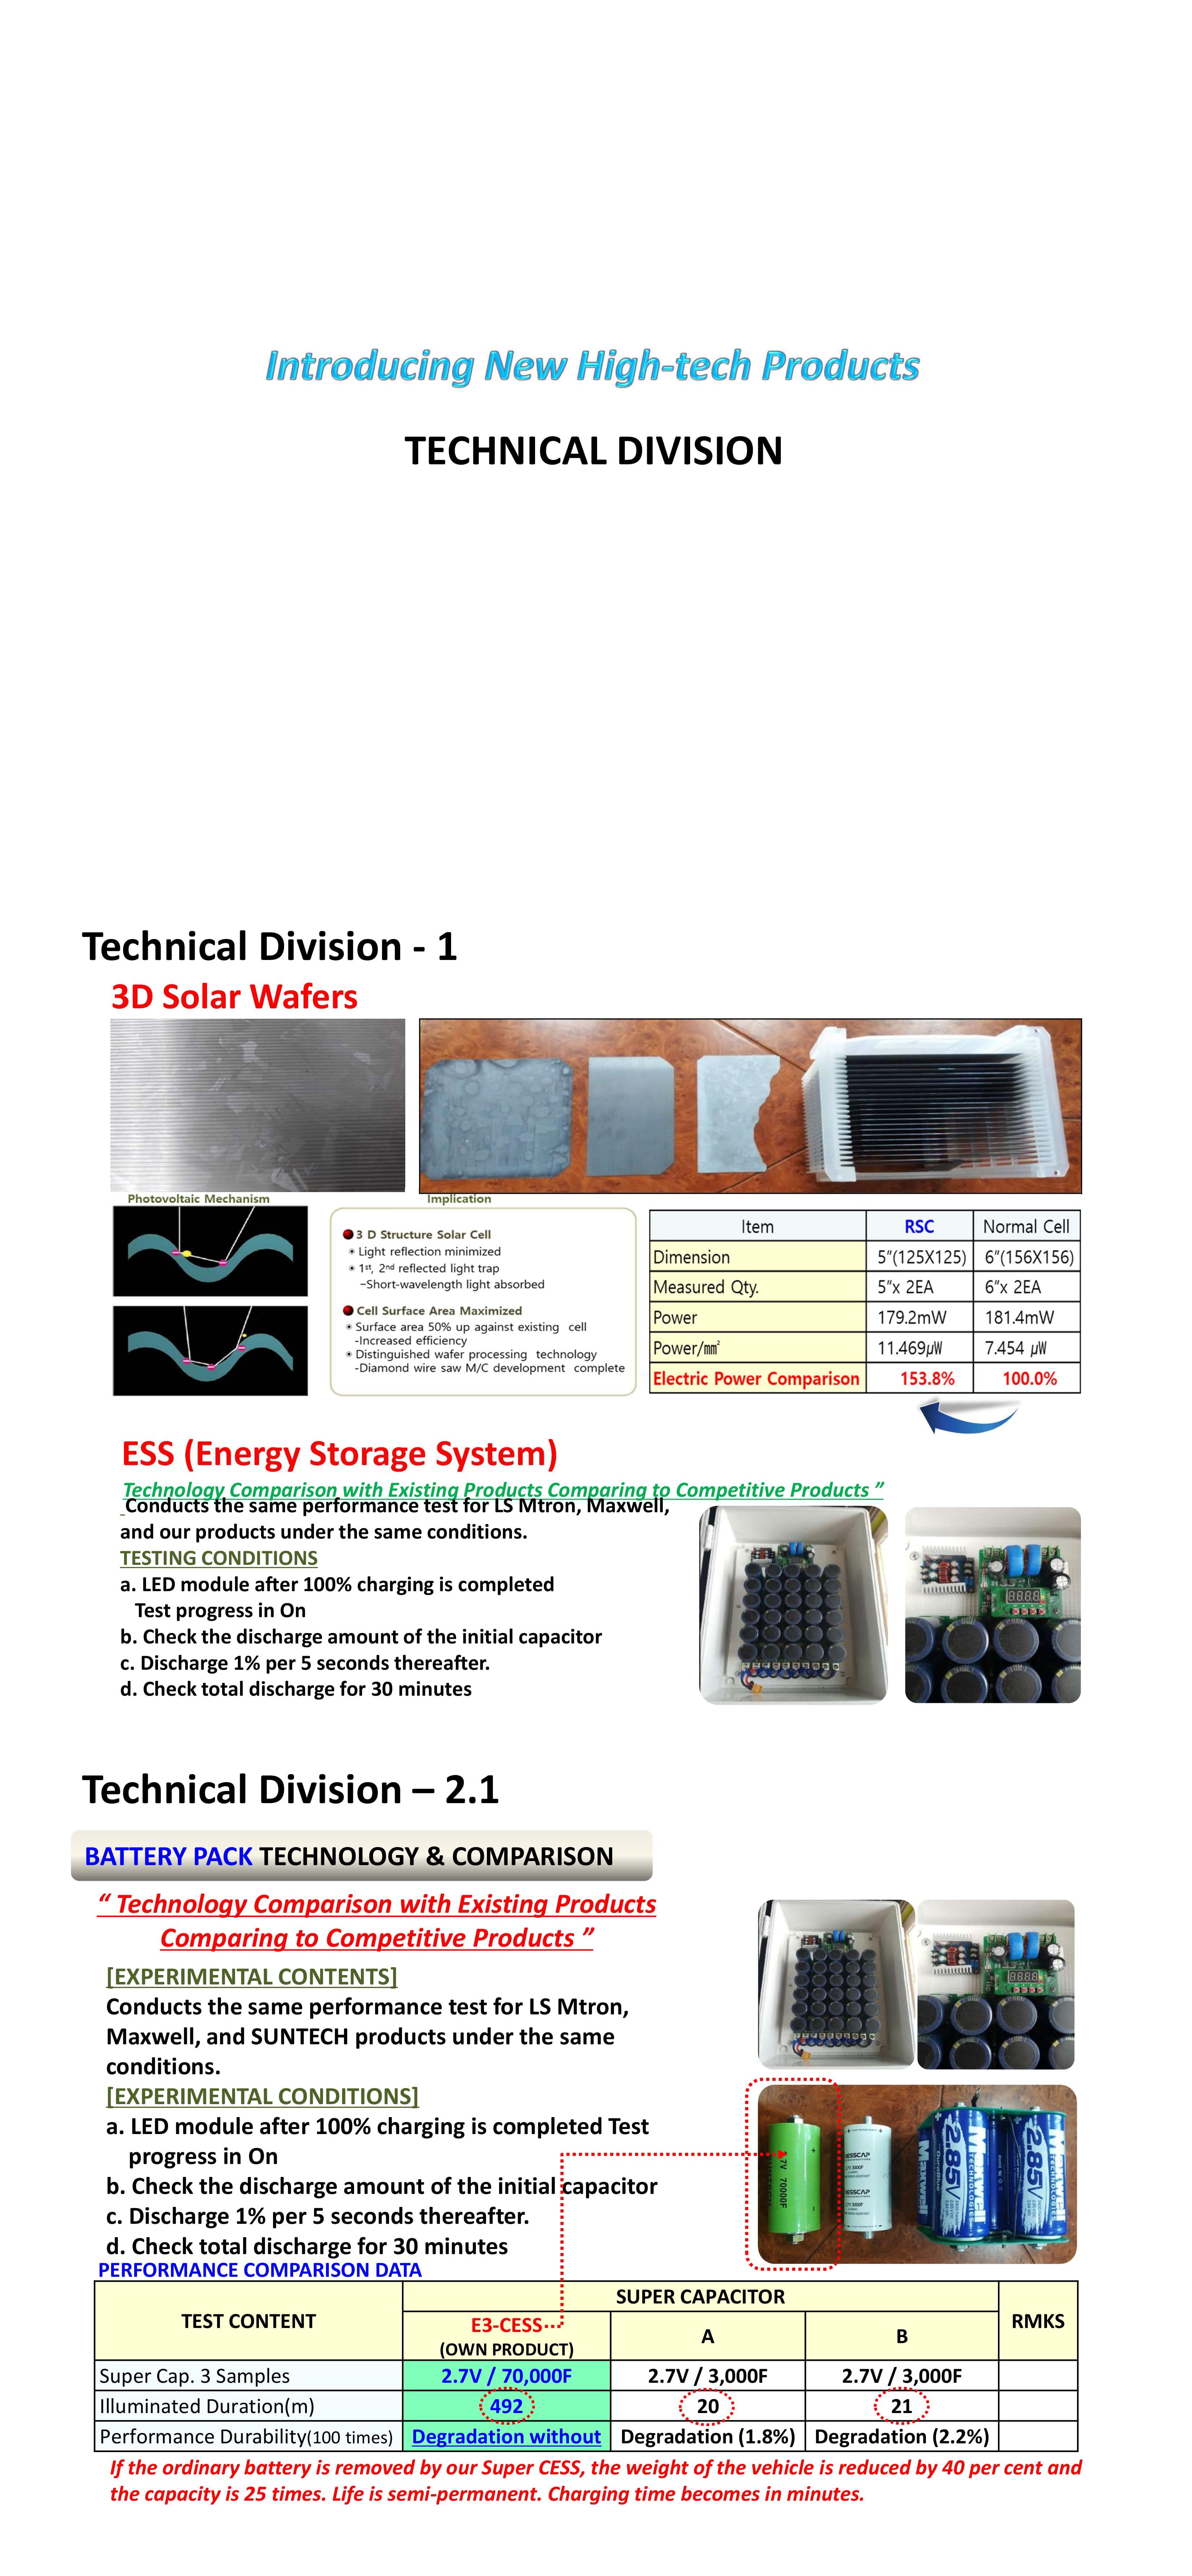 Introducing New High-tech Products
TECHNICAL DIVISION
Technical Division - 1
3D Solar Wafers
Photovoltaic Mechanism
Implication
3 D Structure Solar Cell
Light reflection minimized
1st, 2nd reflected light trap
~Short-wavelength light absorbed
Cell Surface Area Maximized
Surface area 50% up against existing cell
-Increased efficiency
Distinguished wafer processing technology
-Diamond wire saw M/C development complete
Item RSC Normal Cell
Dimension 5"(125X125) 6"(156X156)
Measured Qty. 5"x 2EA 6"x 2EA
Power 179.2mW 181.4mW
Power/㎟ 11.469㎼ 7.454 ㎼
Electric Power Comparison 153.8% 100.0%
ESS (Energy Storage System)
Technology Comparison with Existing Products Comparing to Competitive Products ”
Conducts the same performance test for LS Mtron, Maxwell,
and our products under the same conditions.
TESTING CONDITIONS
a. LED module after 100% charging is completed
Test progress in On
b. Check the discharge amount of the initial capacitor
c. Discharge 1% per 5 seconds thereafter.
d. Check total discharge for 30 minutes
Technical Division – 2.1
BATTERY PACK TECHNOLOGY & COMPARISON
“ Technology Comparison with Existing Products
Comparing to Competitive Products ”
[EXPERIMENTAL CONTENTS]
Conducts the same performance test for LS Mtron,
Maxwell, and SUNTECH products under the same
conditions.
[EXPERIMENTAL CONDITIONS]
a. LED module after 100% charging is completed Test
progress in On
b. Check the discharge amount of the initial capacitor
c. Discharge 1% per 5 seconds thereafter.
d. Check total discharge for 30 minutes
7V 70000F
NESSCAP
Maxwell
TECHNOLOGIES
2.85V
Maxwell
TECHNOLOGIES
2.85V
PERFORMANCE COMPARISON DATA
TEST CONTENT SUPER CAPACITOR RMKS
E3-CESS
(OWN PRODUCT) A B
Super Cap. 3 Samples 2.7V / 70,000F 2.7V / 3,000F 2.7V / 3,000F
Illuminated Duration(m) 492 20 21
Performance Durability(100 times) Degradation without Degradation (1.8%) Degradation (2.2%)
If the ordinary battery is removed by our Super CESS, the weight of the vehicle is reduced by 40 per cent and
the capacity is 25 times. Life is semi-permanent. Charging time becomes in minutes.